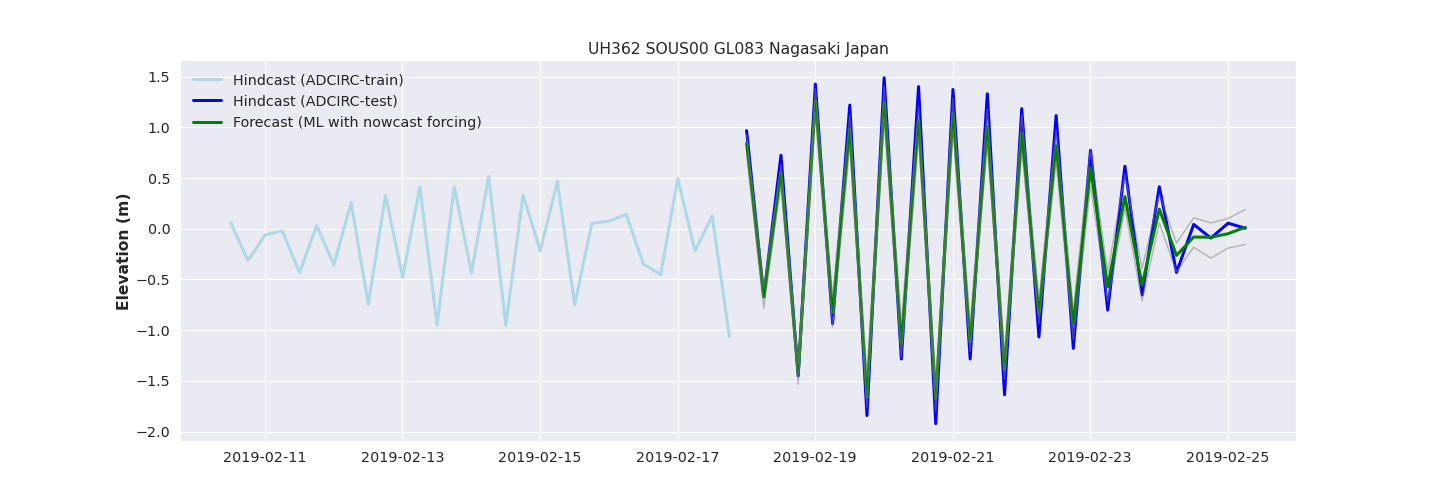 UH362 SOUS00 GL083 Nagasaki Japan
Hindcast (ADCIRC-train)
Hindcast (ADCIRC-test)
Forecast (ML with nowcast forcing)
Elevation (m)
1.5
1.0
0.5
0.0
−0.5
−1.0
−1.5
−2.0
2019-02-11 2019-02-13 2019-02-15 2019-02-17 2019-02-19 2019-02-21 2019-02-23 2019-02-25